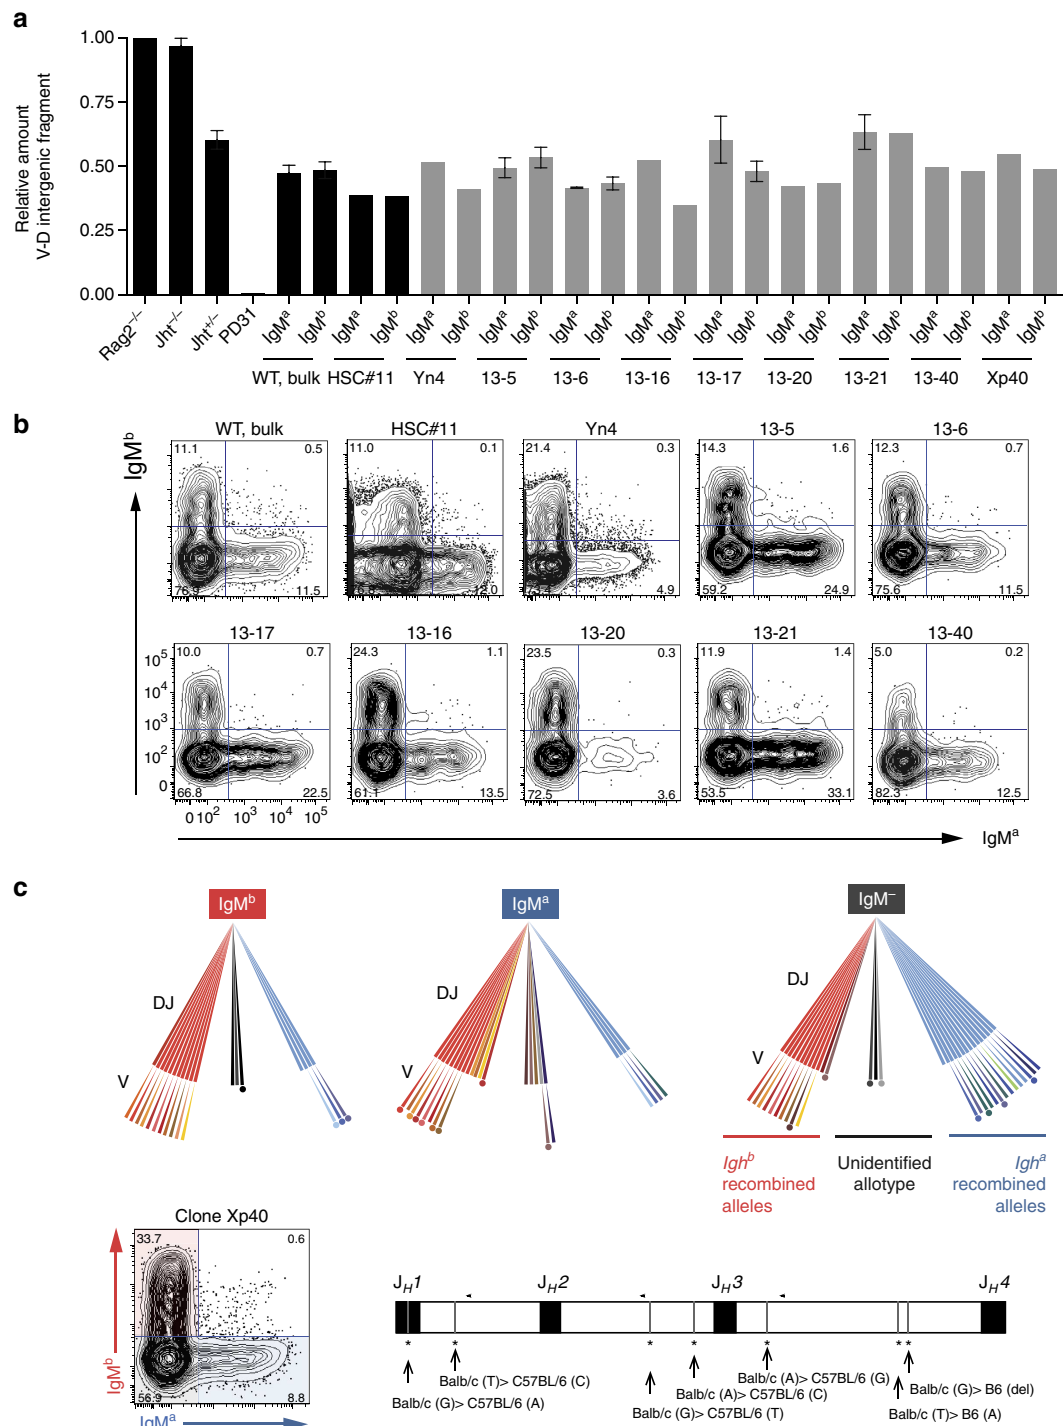 a
Relative amount
V-D intergenic fragment
1.00
0.75
0.50
0.25
0.00
Rag2−/−
Jht−/−
Jht+/−
PD31
IgMa IgMb IgMa IgMb IgMa IgMb IgMa IgMb IgMa IgMb IgMa IgMb IgMa IgMb IgMa IgMb IgMa IgMb IgMa IgMb IgMa IgMb
WT, bulk HSC#11 Yn4 13-5 13-6 13-16 13-17 13-20 13-21 13-40 Xp40
b
IgMb
WT, bulk HSC#11 Yn4 13-5 13-6
11.1 0.5 11.0 0.1 21.4 0.3 14.3 1.6 12.3 0.7
76.9 11.5 12.0 4.9 59.2 24.9 75.6 11.5
13-17 13-16 13-20 13-21 13-40
10.0 0.7 24.3 1.1 23.5 0.3 11.9 1.4 5.0 0.2
66.8 22.5 61.1 13.5 72.5 3.6 53.5 33.1 82.3 12.5
105
104
103
102
0
0 102 103 104 105
IgMa
c
IgMb IgMa IgM−
DJ DJ DJ
V V V
Ighb
recombined
alleles
Unidentified
allotype
Igha
recombined
alleles
Clone Xp40
33.7 0.6
56.9 8.8
IgMb
IgMa
JH1 JH2 JH3 JH4
* * * * * * *
Balb/c (G)> C57BL/6 (A)
Balb/c (T)> C57BL/6 (C)
Balb/c (G)> C57BL/6 (T)
Balb/c (A)> C57BL/6 (C)
Balb/c (A)> C57BL/6 (G)
Balb/c (T)> B6 (A)
Balb/c (G)> B6 (del)